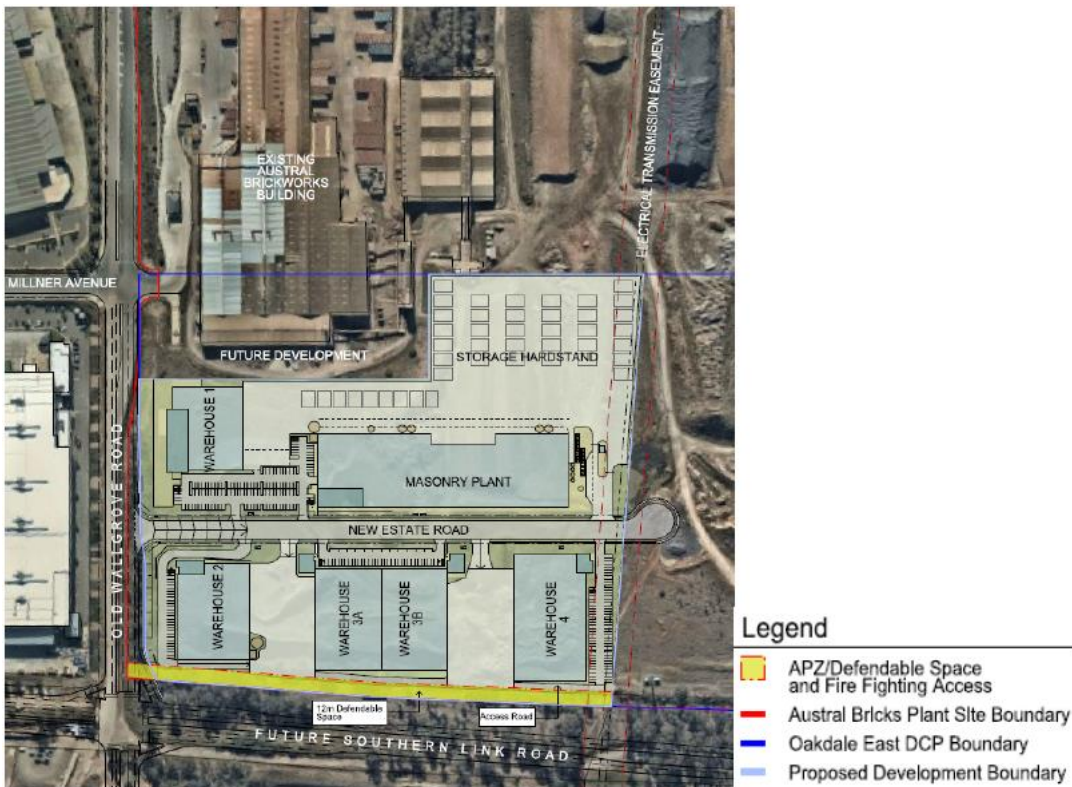 ELECTRICAL TRANSMISSION EASEMENT
EXISTING
AUSTRAL
BRICKWORKS
BUILDING
MILLNER AVENUE
FUTURE DEVELOPMENT
STORAGE HARDSTAND
WAREHOUSE 1
MASONRY PLANT
OLD WALLGROVE ROAD
NEW ESTATE ROAD
WAREHOUSE 2
WAREHOUSE
3A
WAREHOUSE
3B
WAREHOUSE
4
12m Defendable
Space
Access Road
FUTURE SOUTHERN LINK ROAD
Legend
APZ/Defendable Space
and Fire Fighting Access
Austral Bricks Plant Site Boundary
Oakdale East DCP Boundary
Proposed Development Boundary